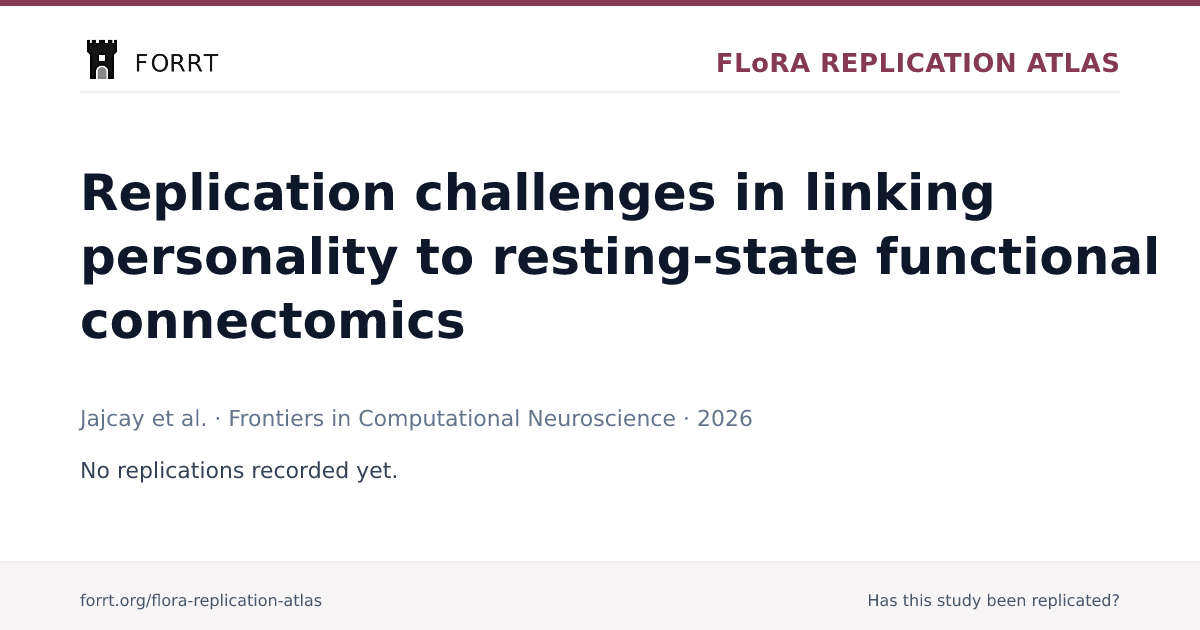 FORRT
FLoRA REPLICATION ATLAS
Replication challenges in linking
personality to resting-state functional
connectomics
Jajcay et al. · Frontiers in Computational Neuroscience · 2026
No replications recorded yet.
forrt.org/flora-replication-atlas
Has this study been replicated?